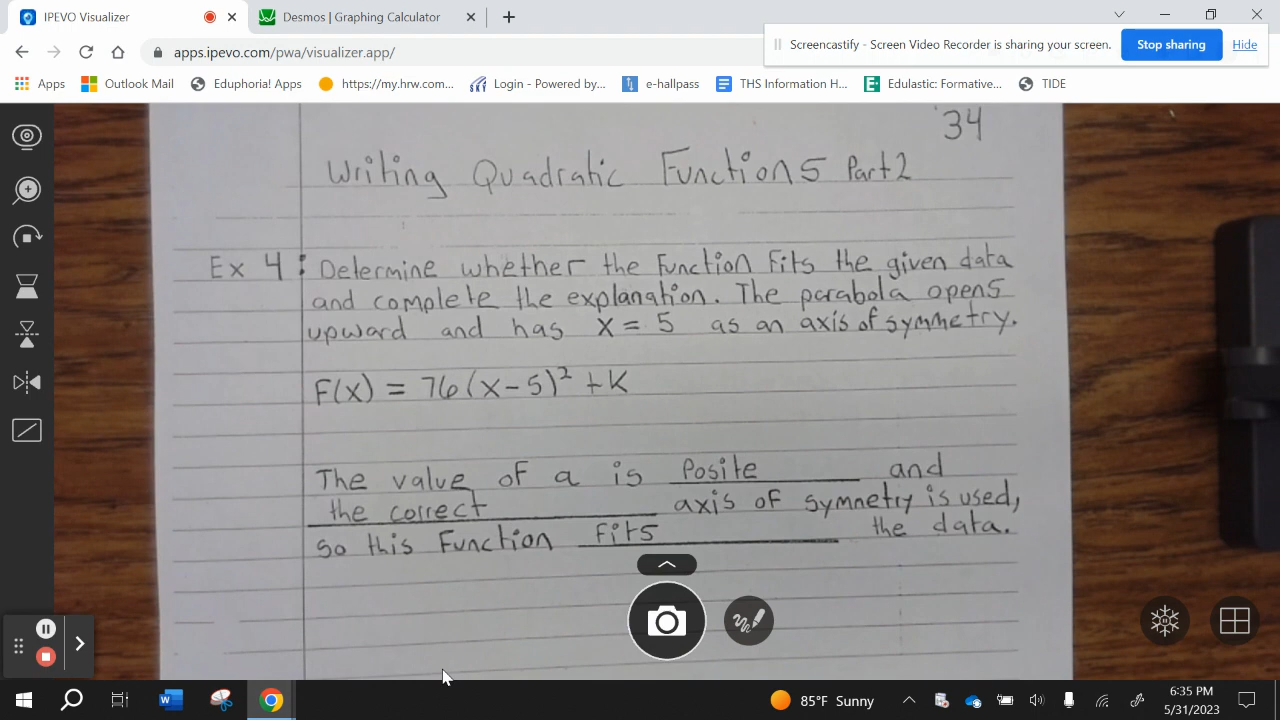 IPEVO Visualizer
Desmos | Graphing Calculator
apps.ipevo.com/pwa/visualizer.app/
Screencastify - Screen Video Recorder is sharing your screen.
Stop sharing
Hide
Apps
Outlook Mail
Eduphoria! Ap...
https://my.hrw.com...
Login - Powered by...
e-hallpass
THS Information H...
Edulastic: Formative...
TIDE
34
Writing Quadratic Functions Part 2
Ex 4: Determine whether the function fits the given data
and complete the explanation. The parabola opens
upward and has x = 5 as an axis of symmetry.
F(x) = 76(x-5)² + K
The value of a is Posite and
the correct axis of symnetry is used,
so this Function fits the data.
85°F Sunny
6:35 PM
5/31/2023